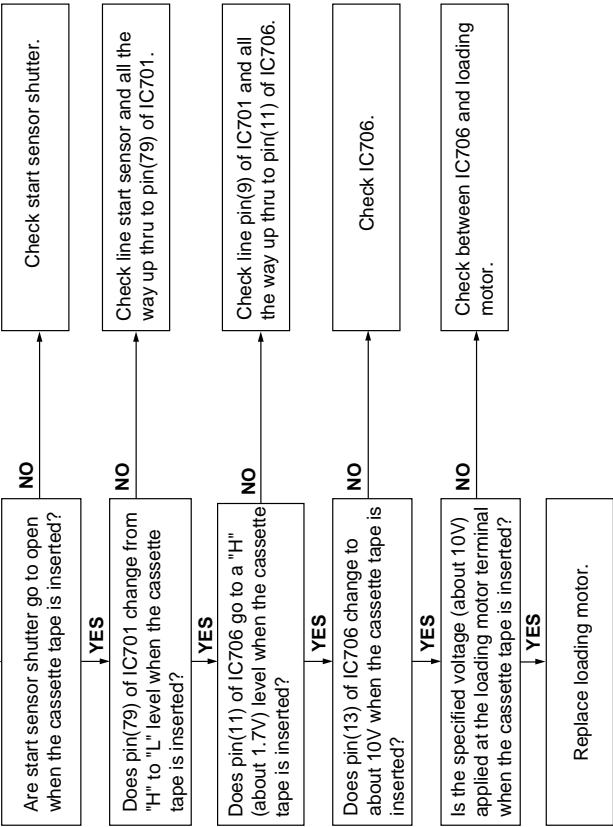 Are start sensor shutter go to open
when the cassette tape is inserted?
NO
Check start sensor shutter.
YES
Does pin(79) of IC701 change from
"H" to "L" level when the cassette
tape is inserted?
NO
Check line start sensor and all the
way up thru to pin(79) of IC701.
YES
Does pin(11) of IC706 go to a "H"
(about 1.7V) level when the cassette
tape is inserted?
NO
Check line pin(9) of IC701 and all
the way up thru to pin(11) of IC706.
YES
Does pin(13) of IC706 change to
about 10V when the cassette tape is
inserted?
NO
Check IC706.
YES
Is the specified voltage (about 10V)
applied at the loading motor terminal
when the cassette tape is inserted?
NO
Check between IC706 and loading
motor.
YES
Replace loading motor.